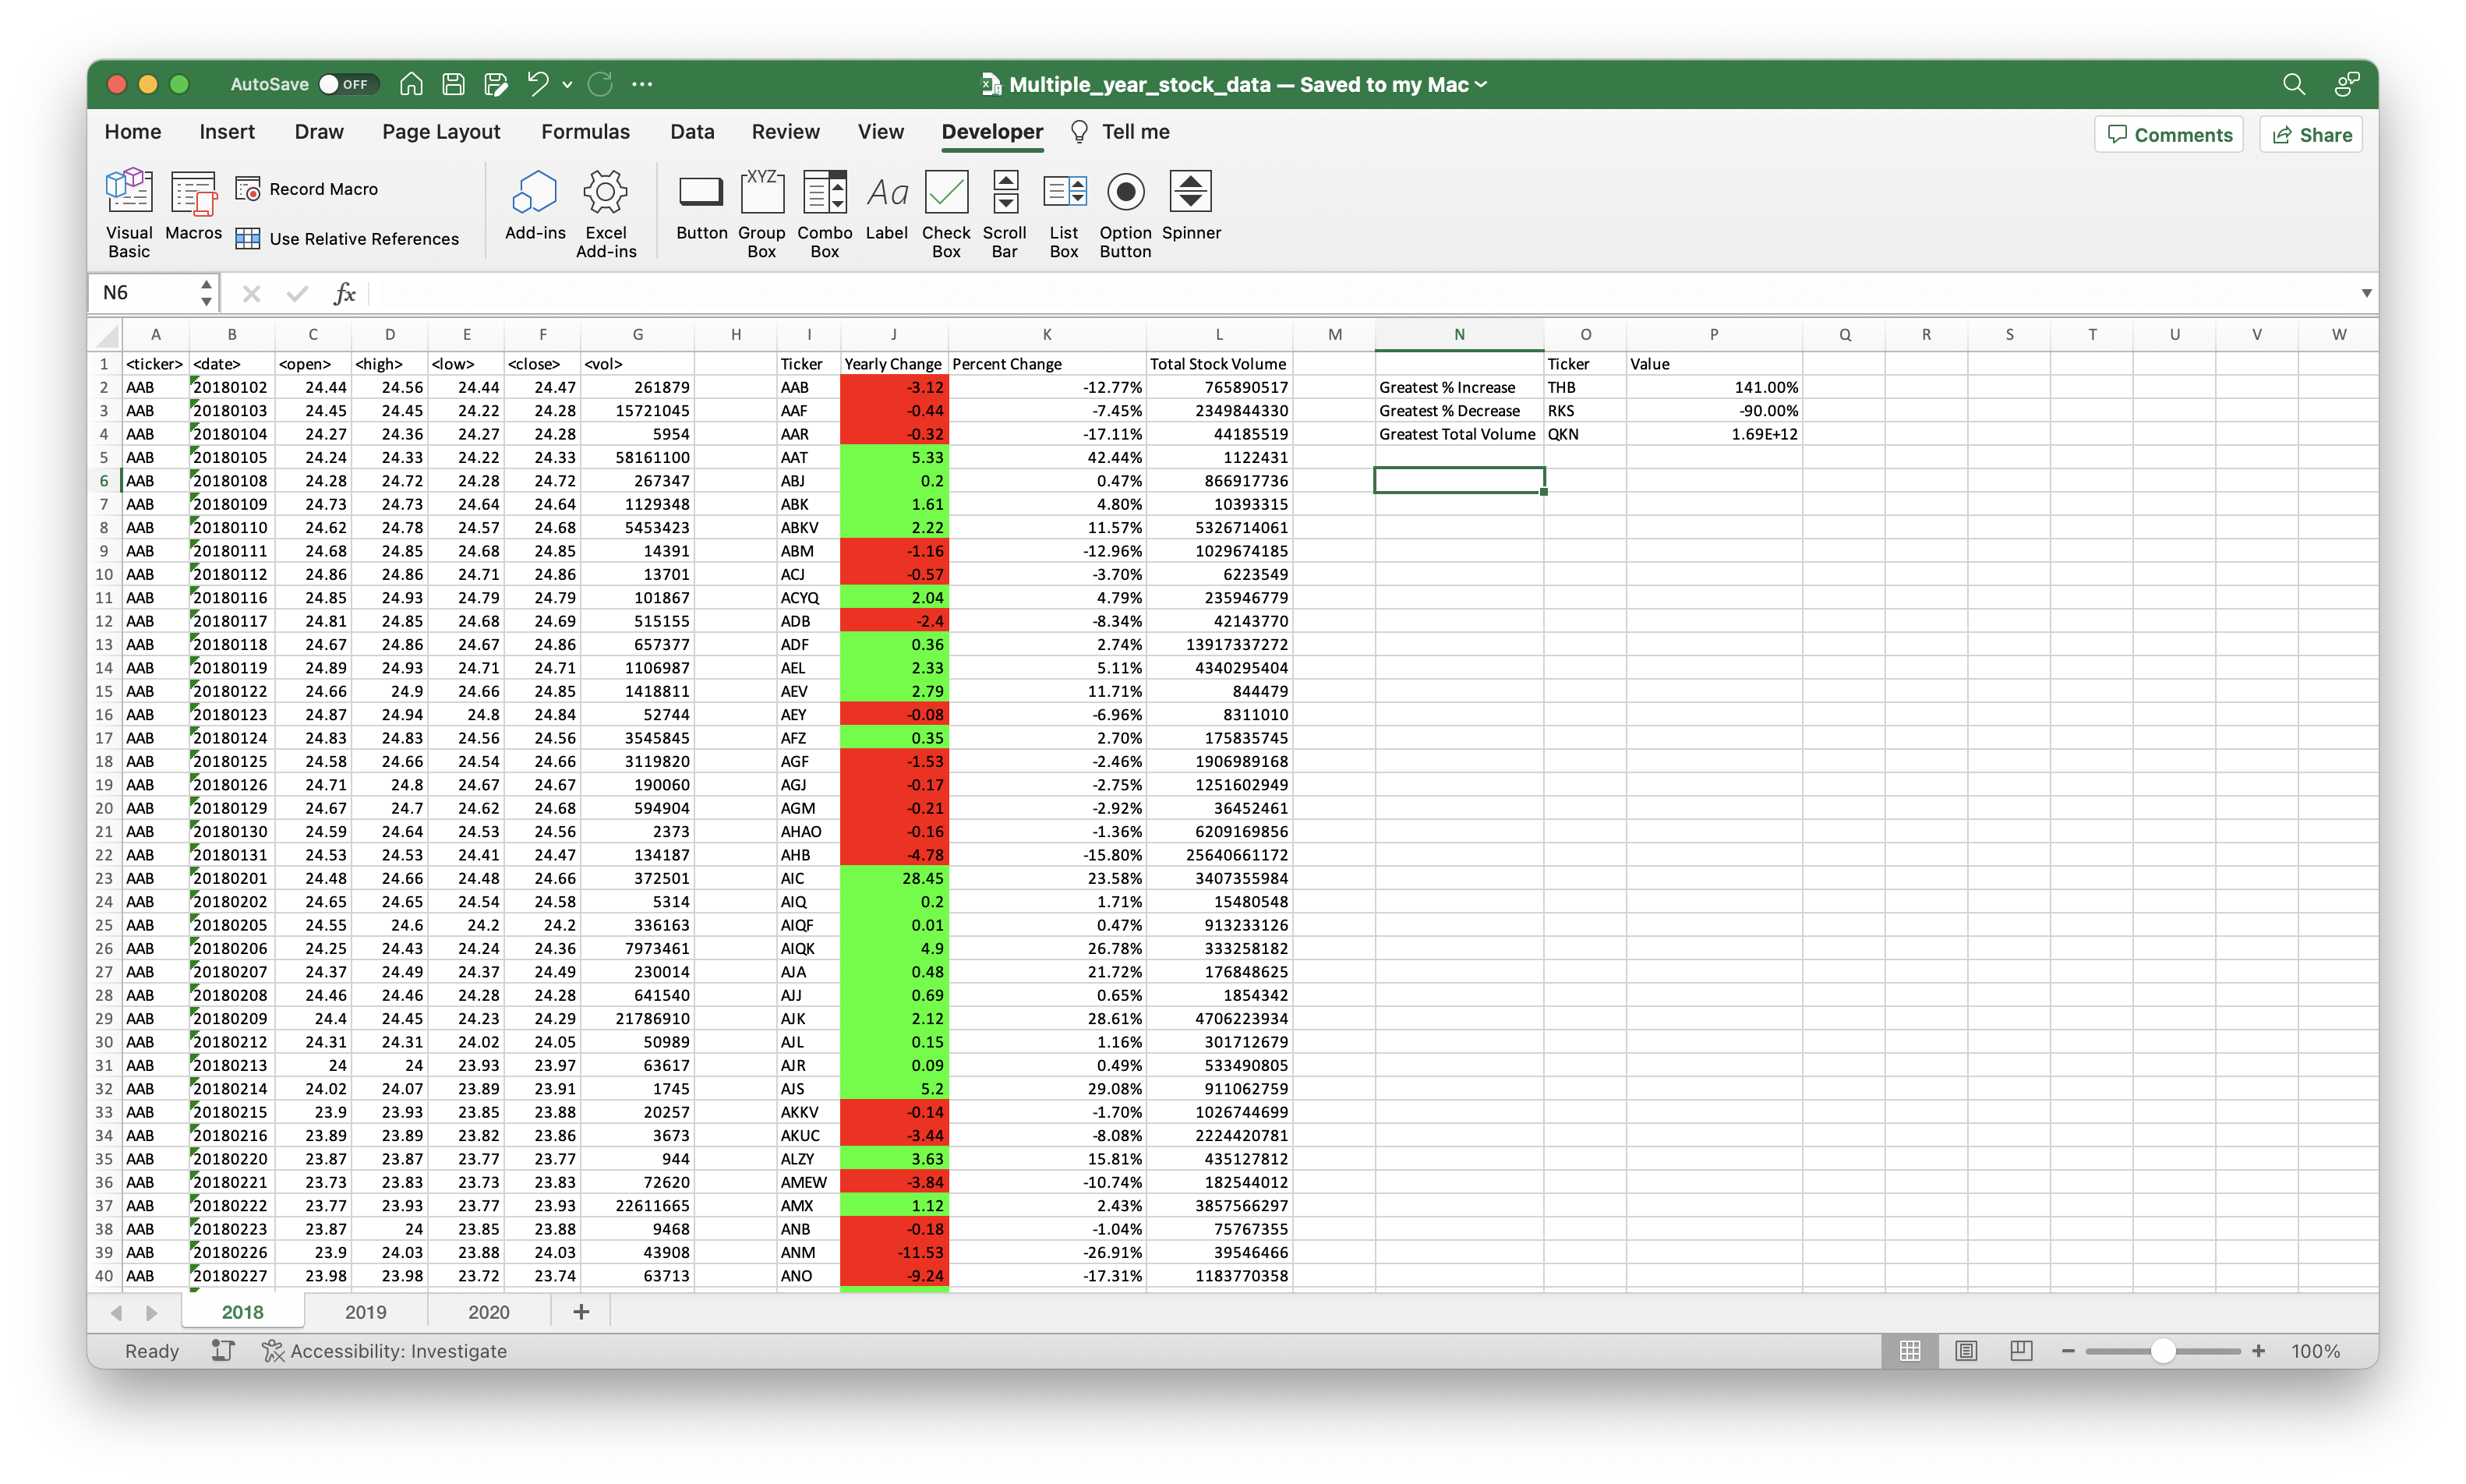 AutoSave OFF Multiple_year_stock_data — Saved to my Mac
Home Insert Draw Page Layout Formulas Data Review View Developer Tell me Comments Share
Visual Basic Macros Record Macro Use Relative References Add-ins Excel Add-ins Button XYZ Group Box Combo Box Aa Label Check Box Scroll Bar List Box Option Button Spinner
N6 fx
A B C D E F G H I J K L M N O P Q R S T U V W
1 <ticker> <date> <open> <high> <low> <close> <vol> Ticker Yearly Change Percent Change Total Stock Volume Ticker Value
2 AAB 20180102 24.44 24.56 24.44 24.47 261879 AAB -3.12 -12.77% 765890517 Greatest % Increase THB 141.00%
3 AAB 20180103 24.45 24.45 24.22 24.28 15721045 AAF -0.44 -7.45% 2349844330 Greatest % Decrease RKS -90.00%
4 AAB 20180104 24.27 24.36 24.27 24.28 5954 AAR -0.32 -17.11% 44185519 Greatest Total Volume QKN 1.69E+12
5 AAB 20180105 24.24 24.33 24.22 24.33 58161100 AAT 5.33 42.44% 1122431
6 AAB 20180108 24.28 24.72 24.28 24.72 267347 ABJ 0.2 0.47% 866917736
7 AAB 20180109 24.73 24.73 24.64 24.64 1129348 ABK 1.61 4.80% 10393315
8 AAB 20180110 24.62 24.78 24.57 24.68 5453423 ABKV 2.22 11.57% 5326714061
9 AAB 20180111 24.68 24.85 24.68 24.85 14391 ABM -1.16 -12.96% 1029674185
10 AAB 20180112 24.86 24.86 24.71 24.86 13701 ACJ -0.57 -3.70% 6223549
11 AAB 20180116 24.85 24.93 24.79 24.79 101867 ACYQ 2.04 4.79% 235946779
12 AAB 20180117 24.81 24.85 24.68 24.69 515155 ADB -2.4 -8.34% 42143770
13 AAB 20180118 24.67 24.86 24.67 24.86 657377 ADF 0.36 2.74% 13917337272
14 AAB 20180119 24.89 24.93 24.71 24.71 1106987 AEL 2.33 5.11% 4340295404
15 AAB 20180122 24.66 24.9 24.66 24.85 1418811 AEV 2.79 11.71% 844479
16 AAB 20180123 24.87 24.94 24.8 24.84 52744 AEY -0.08 -6.96% 8311010
17 AAB 20180124 24.83 24.83 24.56 24.56 3545845 AFZ 0.35 2.70% 175835745
18 AAB 20180125 24.58 24.66 24.54 24.66 3119820 AGF -1.53 -2.46% 1906989168
19 AAB 20180126 24.71 24.8 24.67 24.67 190060 AGJ -0.17 -2.75% 1251602949
20 AAB 20180129 24.67 24.7 24.62 24.68 594904 AGM -0.21 -2.92% 36452461
21 AAB 20180130 24.59 24.64 24.53 24.56 2373 AHAO -0.16 -1.36% 6209169856
22 AAB 20180131 24.53 24.53 24.41 24.47 134187 AHB -4.78 -15.80% 25640661172
23 AAB 20180201 24.48 24.66 24.48 24.66 372501 AIC 28.45 23.58% 3407355984
24 AAB 20180202 24.65 24.65 24.54 24.58 5314 AIQ 0.2 1.71% 15480548
25 AAB 20180205 24.55 24.6 24.2 24.2 336163 AIQF 0.01 0.47% 913233126
26 AAB 20180206 24.25 24.43 24.24 24.36 7973461 AIQK 4.9 26.78% 333258182
27 AAB 20180207 24.37 24.49 24.37 24.49 230014 AJA 0.48 21.72% 176848625
28 AAB 20180208 24.46 24.46 24.28 24.28 641540 AJJ 0.69 0.65% 1854342
29 AAB 20180209 24.4 24.45 24.23 24.29 21786910 AJK 2.12 28.61% 4706223934
30 AAB 20180212 24.31 24.31 24.02 24.05 50989 AJL 0.15 1.16% 301712679
31 AAB 20180213 24 24 23.93 23.97 63617 AJR 0.09 0.49% 533490805
32 AAB 20180214 24.02 24.07 23.89 23.91 1745 AJS 5.2 29.08% 911062759
33 AAB 20180215 23.9 23.93 23.85 23.88 20257 AKKV -0.14 -1.70% 1026744699
34 AAB 20180216 23.89 23.89 23.82 23.86 3673 AKUC -3.44 -8.08% 2224420781
35 AAB 20180220 23.87 23.87 23.77 23.77 944 ALZY 3.63 15.81% 435127812
36 AAB 20180221 23.73 23.83 23.73 23.83 72620 AMEW -3.84 -10.74% 182544012
37 AAB 20180222 23.77 23.93 23.77 23.93 22611665 AMX 1.12 2.43% 3857566297
38 AAB 20180223 23.87 24 23.85 23.88 9468 ANB -0.18 -1.04% 75767355
39 AAB 20180226 23.9 24.03 23.88 24.03 43908 ANM -11.53 -26.91% 39546466
40 AAB 20180227 23.98 23.98 23.72 23.74 63713 ANO -9.24 -17.31% 1183770358
2018 2019 2020 +
Ready Accessibility: Investigate 100%